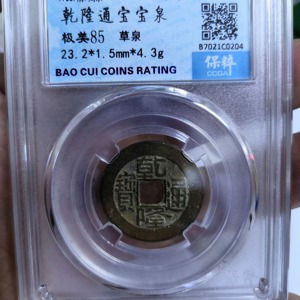 乾隆通宝宝泉
极美85 草泉
23.2*1.5mm*4.3g
BAO CUI COINS RATING
B7021C0204
保粹
CCGA
乾隆通寶